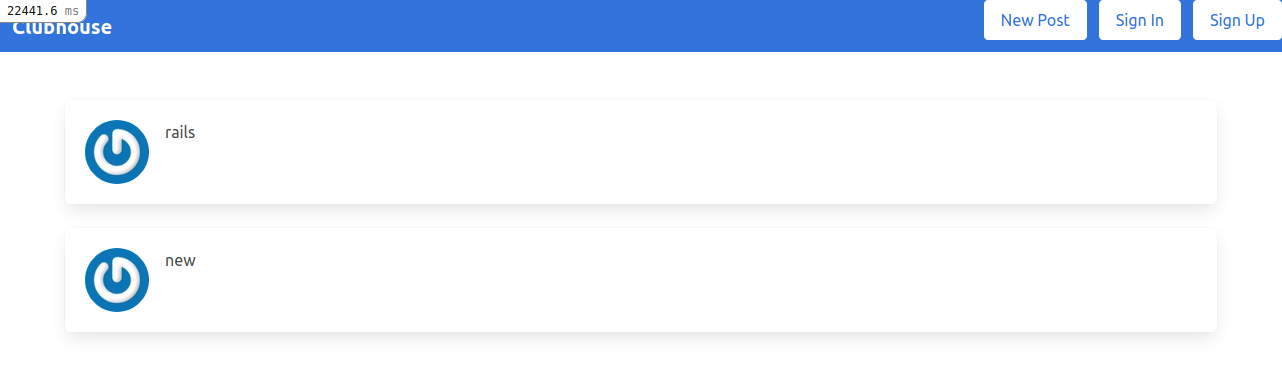 22441.6 ms
Clubhouse
New Post
Sign In
Sign Up
rails
new